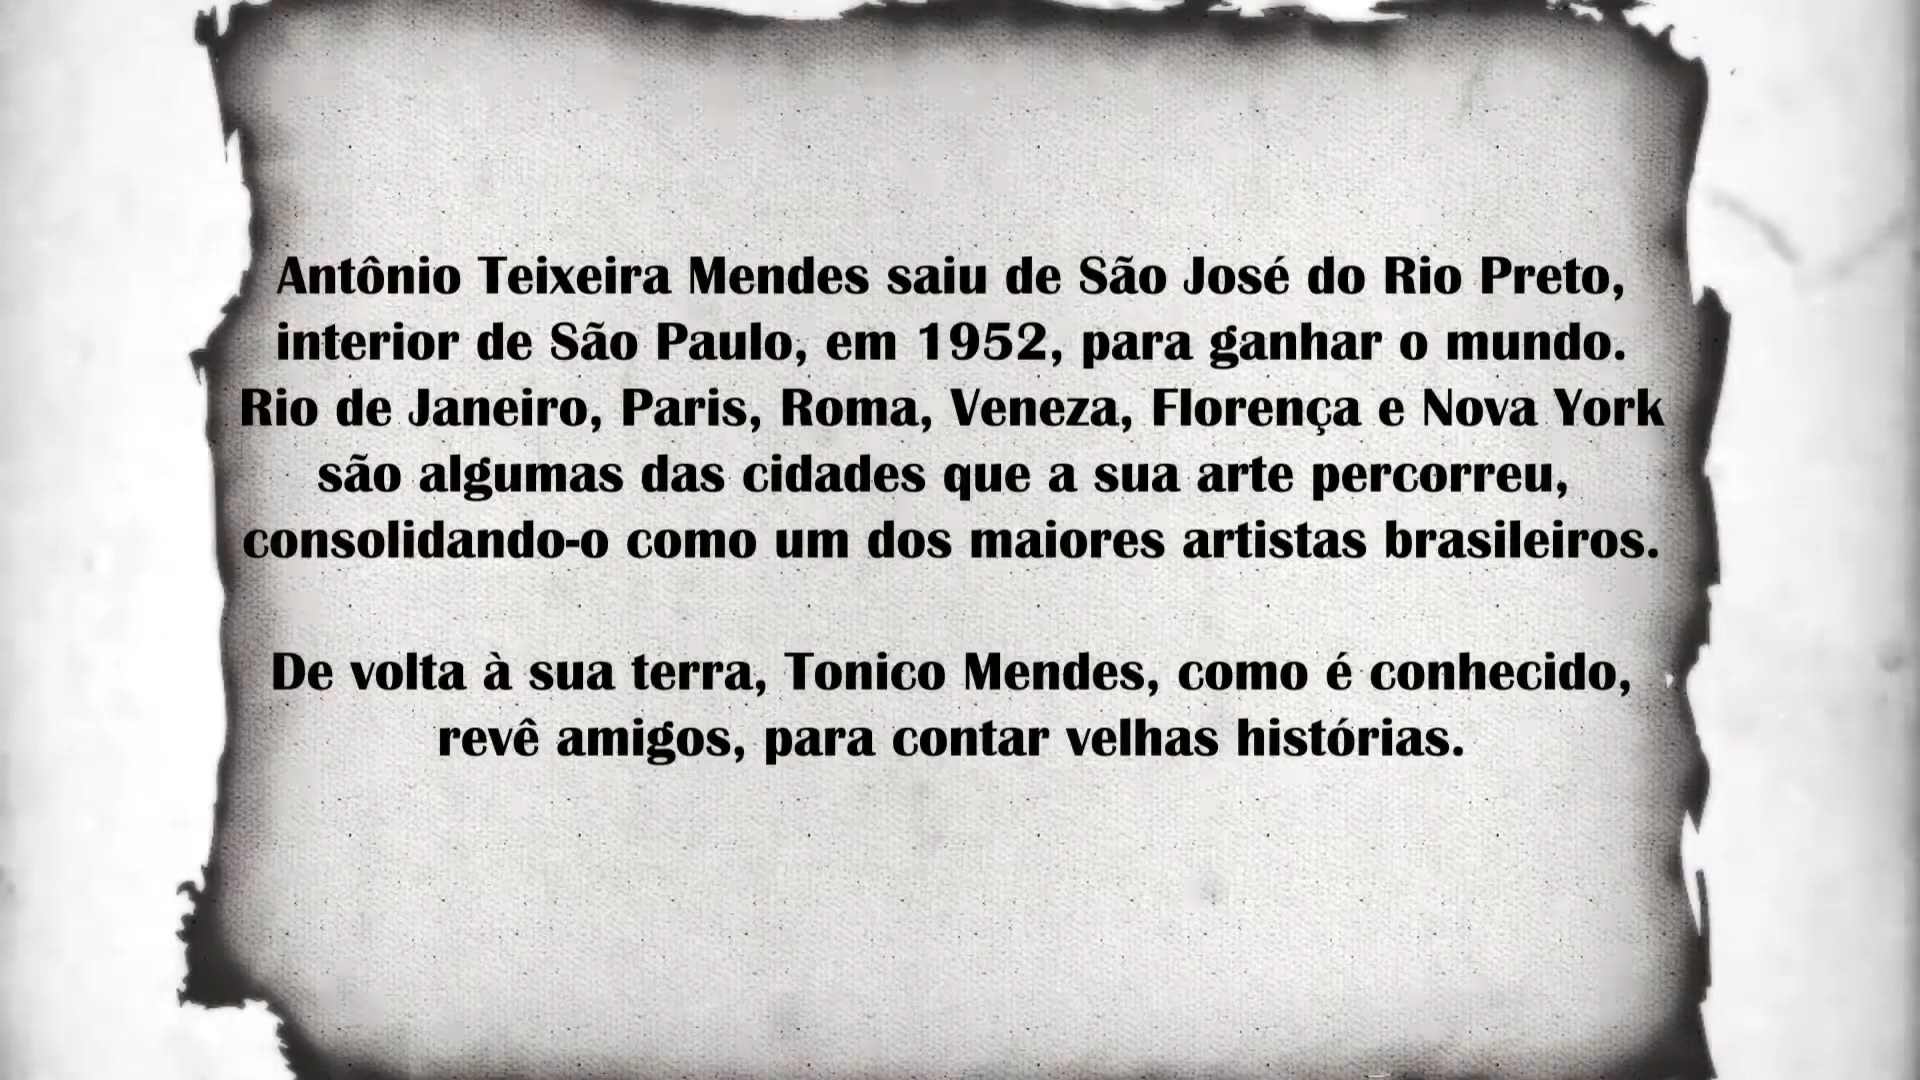 Antônio Teixeira Mendes saiu de São José do Rio Preto,
interior de São Paulo, em 1952, para ganhar o mundo.
Rio de Janeiro, Paris, Roma, Veneza, Florença e Nova York
são algumas das cidades que a sua arte percorreu,
consolidando-o como um dos maiores artistas brasileiros.
De volta à sua terra, Tonico Mendes, como é conhecido,
revê amigos, para contar velhas histórias.